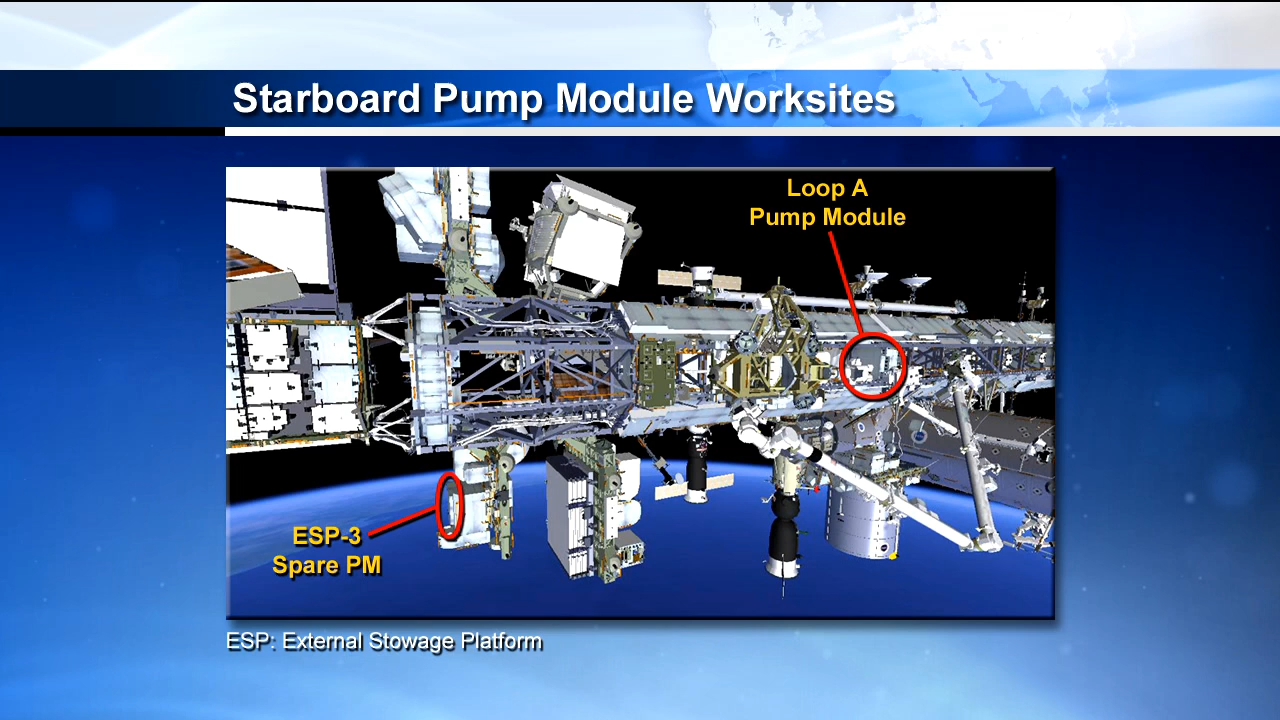 Starboard Pump Module Worksites
Loop A
Pump Module
ESP-3
Spare PM
ESP: External Stowage Platform